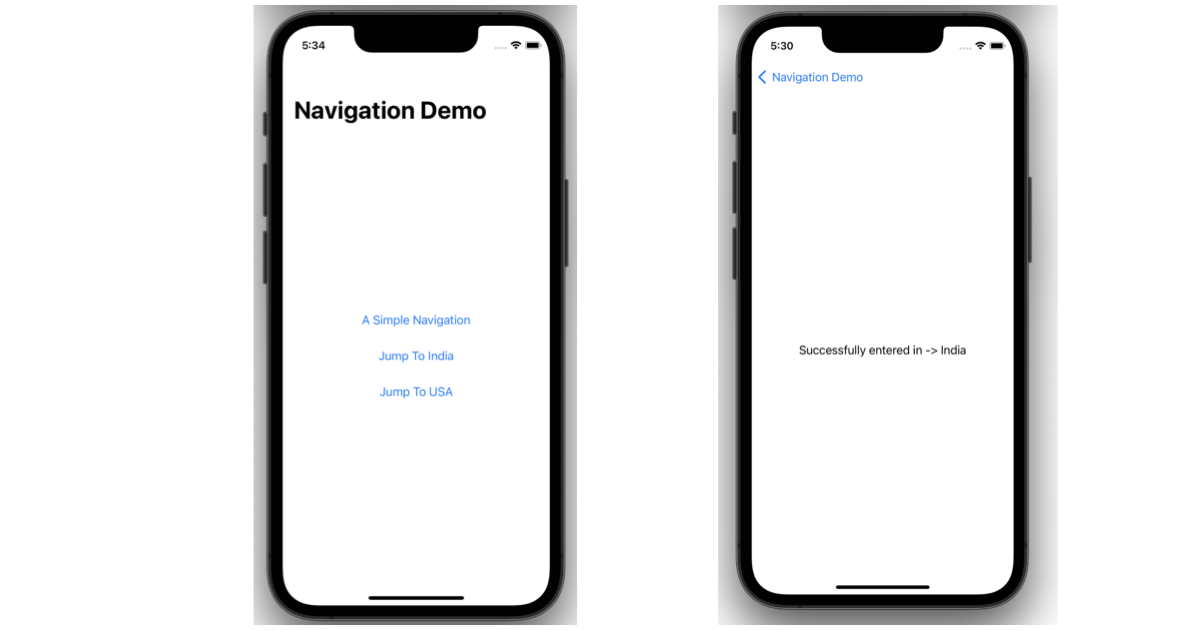 5:34
Navigation Demo
A Simple Navigation
Jump To India
Jump To USA
5:30
Navigation Demo
Successfully entered in -> India